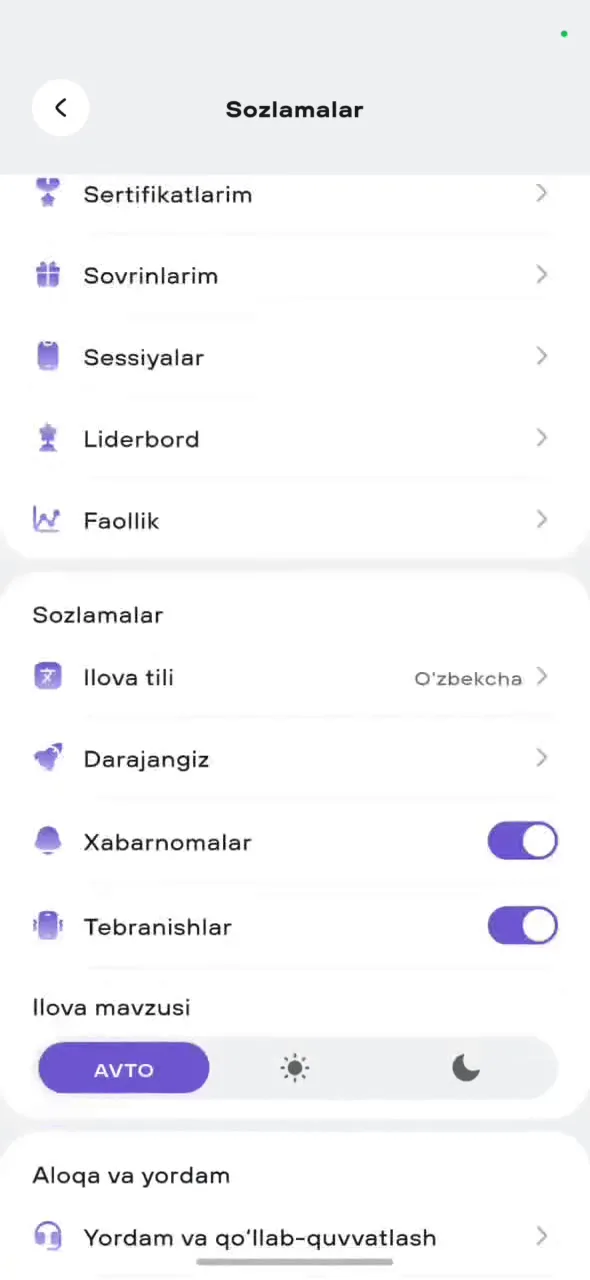 Sozlamalar
Sertifikatlarim
Sovrinlarim
Sessiyalar
Liderbord
Faollik
Sozlamalar
Ilova tili O'zbekcha
Darajangiz
Xabarnomalar
Tebranishlar
Ilova mavzusi
AVTO
Aloqa va yordam
Yordam va qo‘llab-quvvatlash